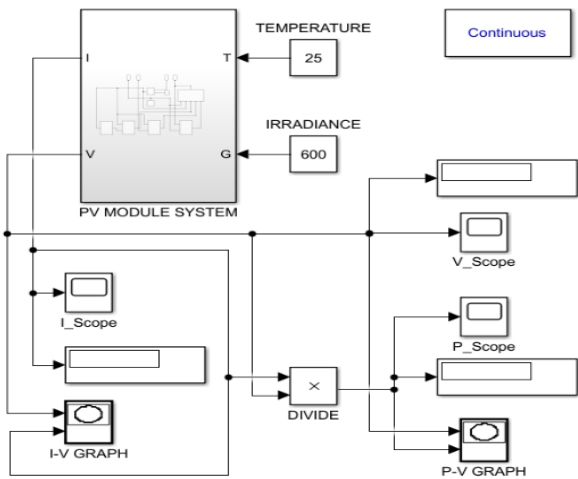 TEMPERATURE
Continuous
I
T
25
IRRADIANCE
V
G
600
PV MODULE SYSTEM
V_Scope
I_Scope
P_Scope
×
DIVIDE
I-V GRAPH
P-V GRAPH